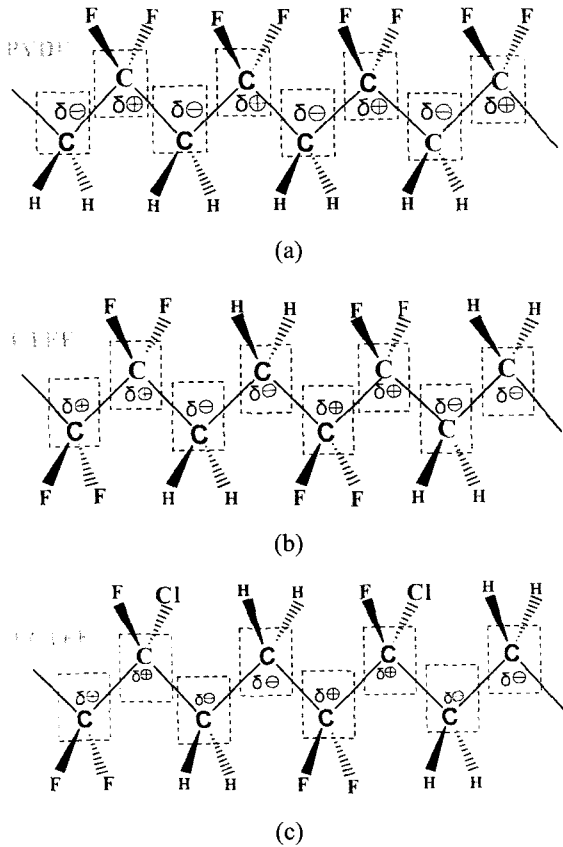 F F F F F F F F
PVDF
C C C C
δ⊖ δ⊕ δ⊖ δ⊕ δ⊖ δ⊕ δ⊖ δ⊕
C C C C
H H H H H H H H
(a)
F F H H F F H H
C C C C
δ⊕ δ⊕ δ⊖ δ⊖ δ⊕ δ⊕ δ⊖ δ⊖
C C C C
F F H H F F H H
(b)
F Cl H H F Cl H H
C C C C
δ⊕ δ⊖ δ⊖ δ⊕ δ⊕ δ⊖
C C C C
F F H H F F H H
(c)